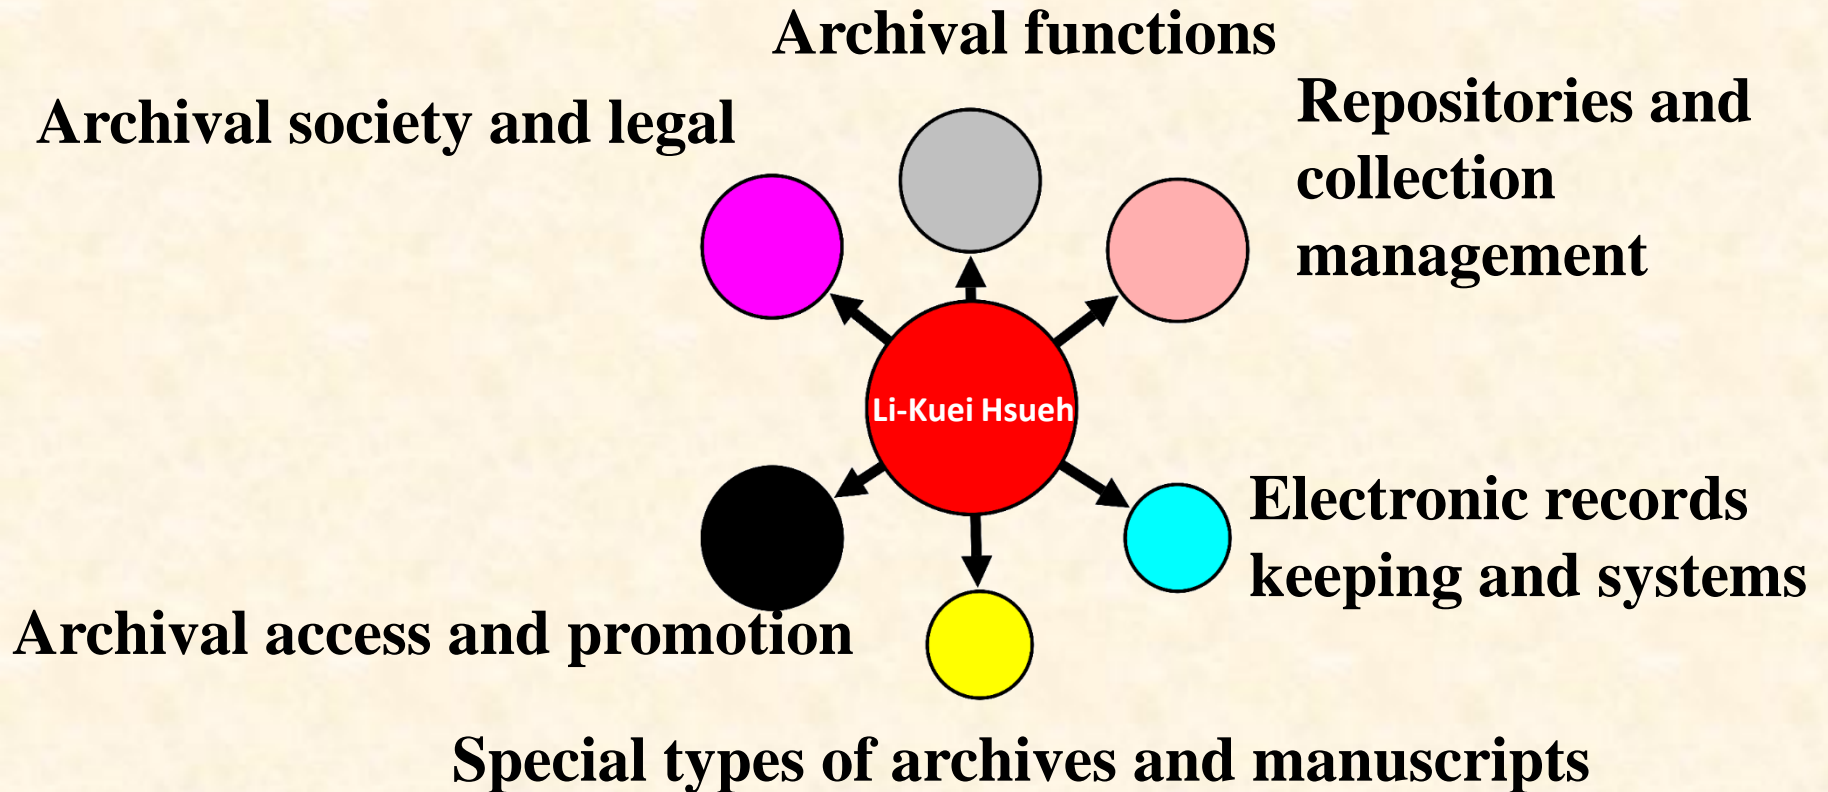 Archival functions
Archival society and legal
Repositories and
collection
management
Li-Kuei Hsueh
Electronic records
keeping and systems
Archival access and promotion
Special types of archives and manuscripts